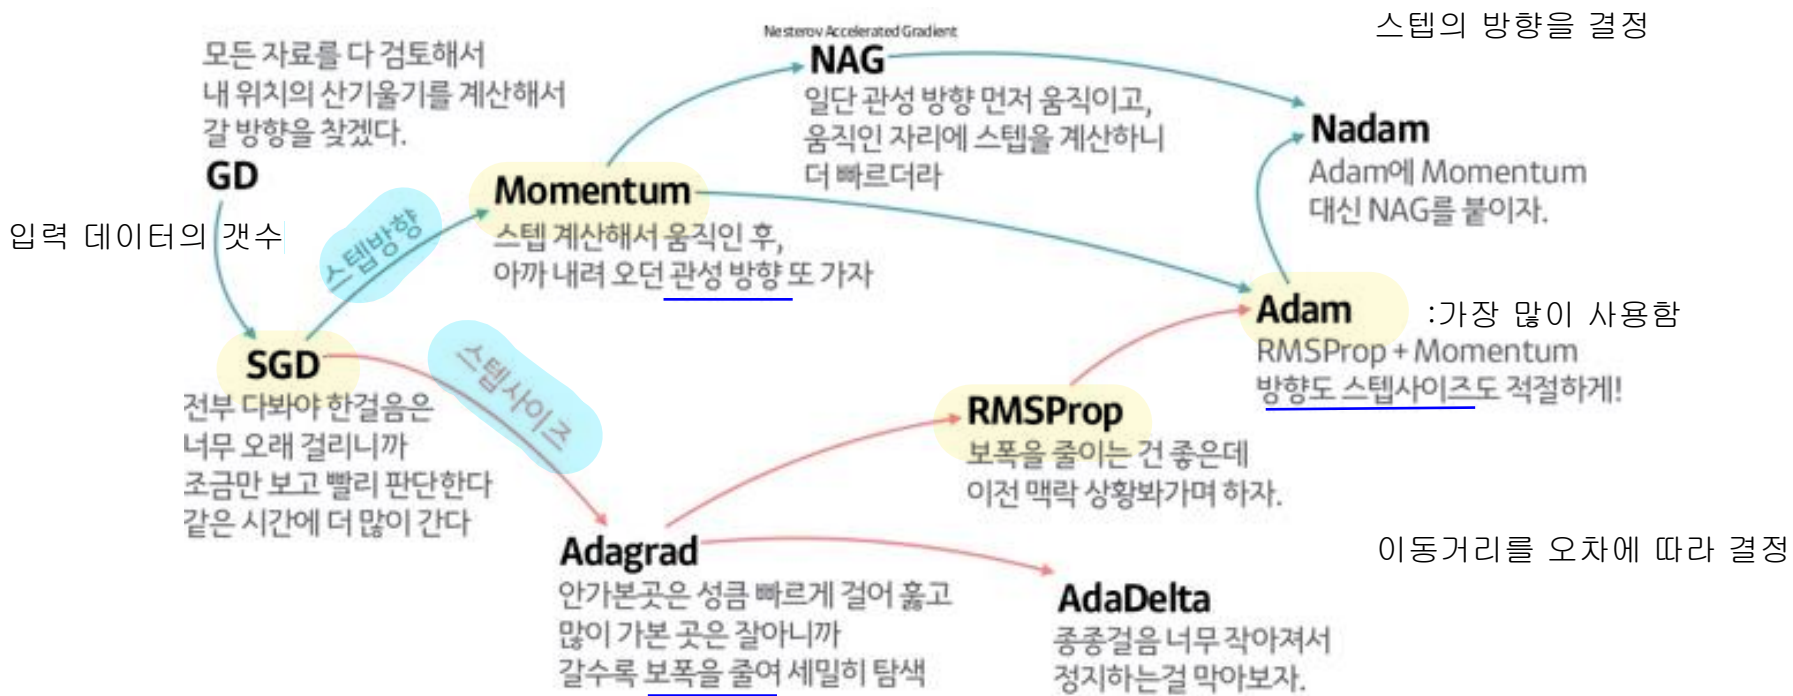 스텝의 방향을 결정
모든 자료를 다 검토해서
내 위치의 산기울기를 계산해서
갈 방향을 찾겠다.
GD
입력 데이터의 갯수
스텝방향
Nesterov Accelerated Gradient
NAG
일단 관성 방향 먼저 움직이고,
움직인 자리에 스텝을 계산하니
더 빠르더라
Nadam
Adam에 Momentum
대신 NAG를 붙이자.
Momentum
스텝 계산해서 움직인 후,
아까 내려 오던 관성 방향 또 가자
Adam
:가장 많이 사용함
RMSProp + Momentum
방향도 스텝사이즈도 적절하게!
SGD
전부 다봐야 한걸음은
너무 오래 걸리니까
조금만 보고 빨리 판단한다
같은 시간에 더 많이 간다
스텝사이즈
RMSProp
보폭을 줄이는 건 좋은데
이전 맥락 상황봐가며 하자.
Adagrad
안가본곳은 성큼 빠르게 걸어 훑고
많이 가본 곳은 잘아니까
갈수록 보폭을 줄여 세밀히 탐색
이동거리를 오차에 따라 결정
AdaDelta
종종걸음 너무 작아져서
정지하는걸 막아보자.